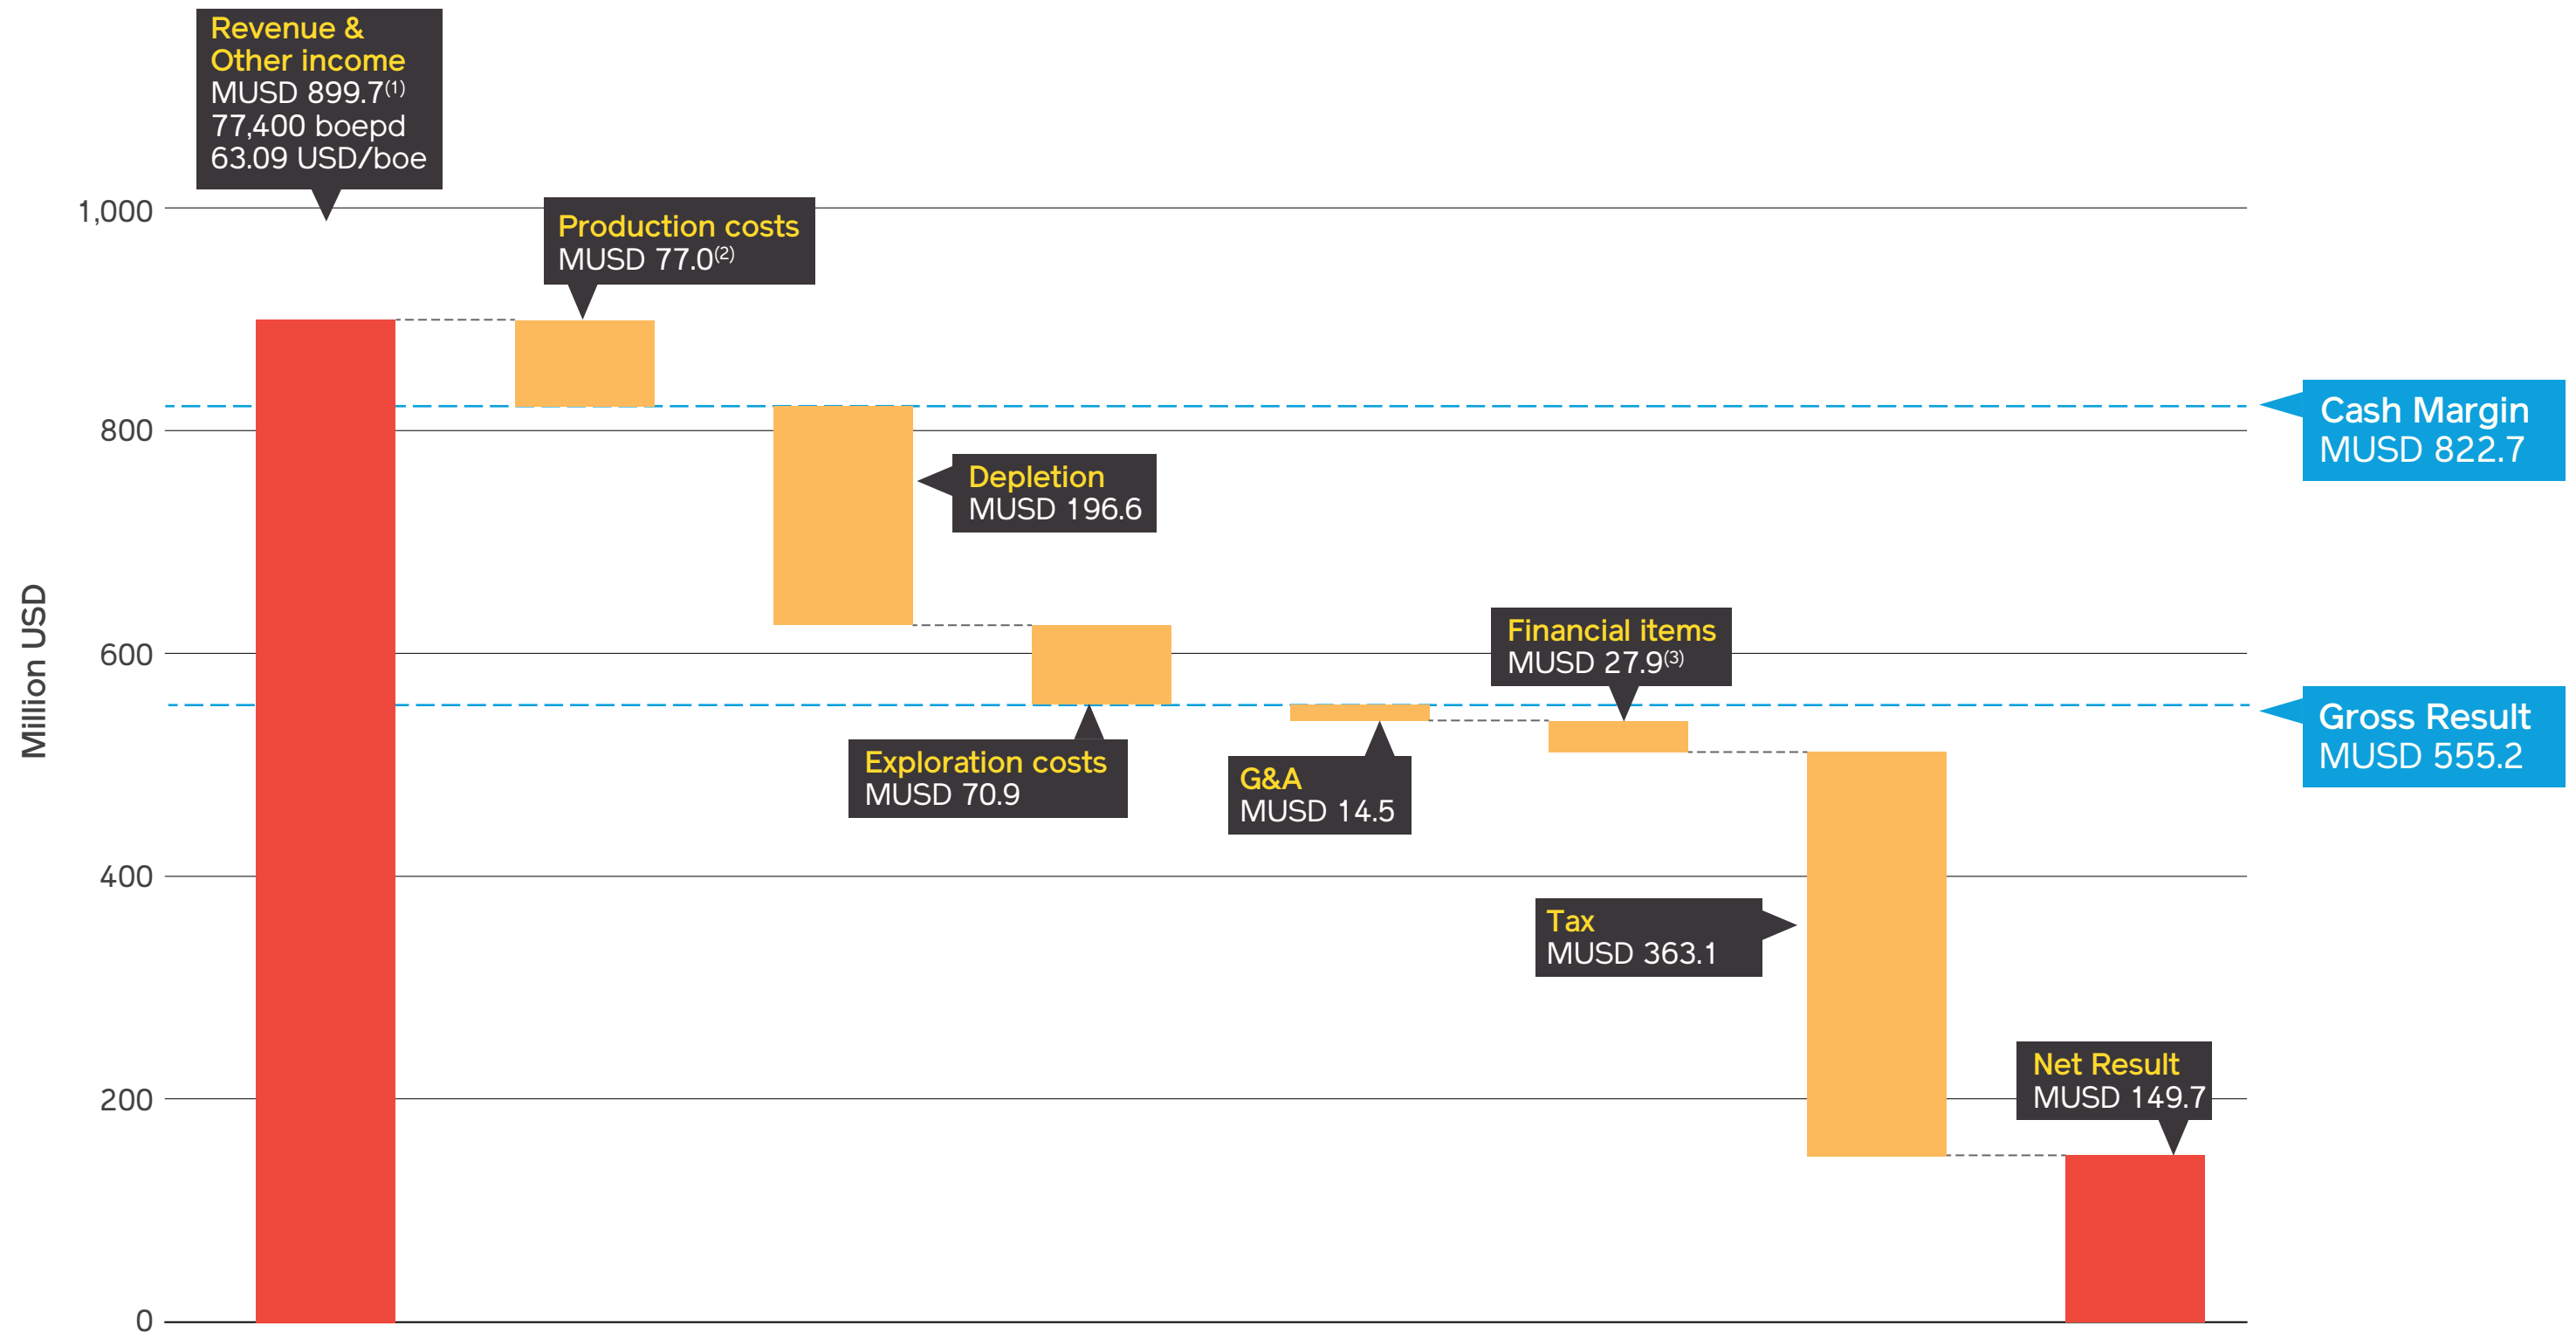 Revenue &
Other income
MUSD 899.7(1)
77,400 boepd
63.09 USD/boe
1,000
Production costs
MUSD 77.0(2)
Cash Margin
MUSD 822.7
800
Depletion
MUSD 196.6
Million USD
600
Financial items
MUSD 27.9(3)
Gross Result
MUSD 555.2
Exploration costs
MUSD 70.9
G&A
MUSD 14.5
400
Tax
MUSD 363.1
Net Result
MUSD 149.7
200
0